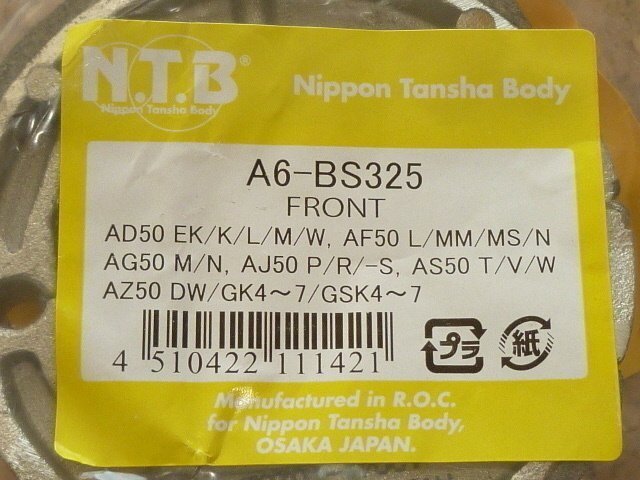 N.T.B®
Nippon Tansha Body
Nippon Tansha Body
A6-BS325
FRONT
AD50 EK/K/L/M/W, AF50 L/MM/MS/N
AG50 M/N, AJ50 P/R/-S, AS50 T/V/W
AZ50 DW/GK4～7/GSK4～7
4 510422 111421
プラ
紙
Manufactured in R.O.C.
for Nippon Tansha Body,
OSAKA JAPAN.